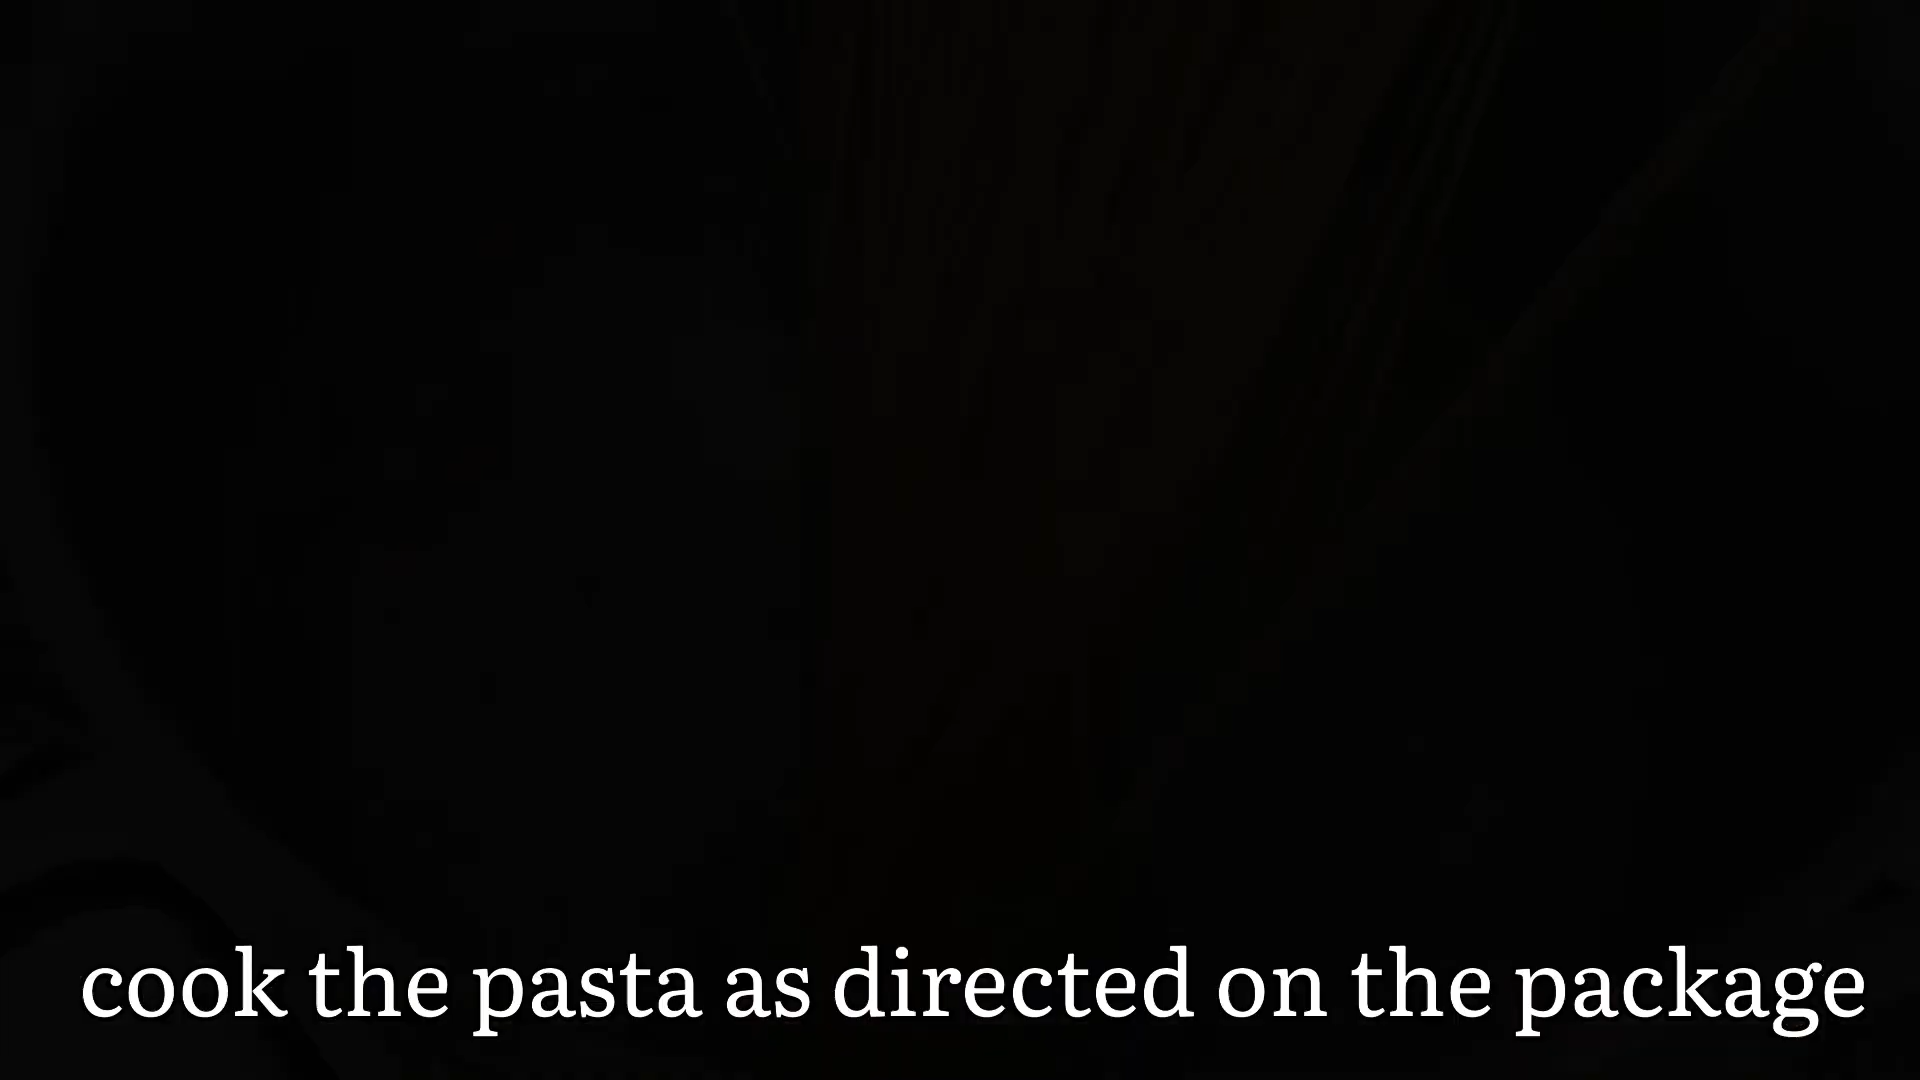 cook the pasta as directed on the package